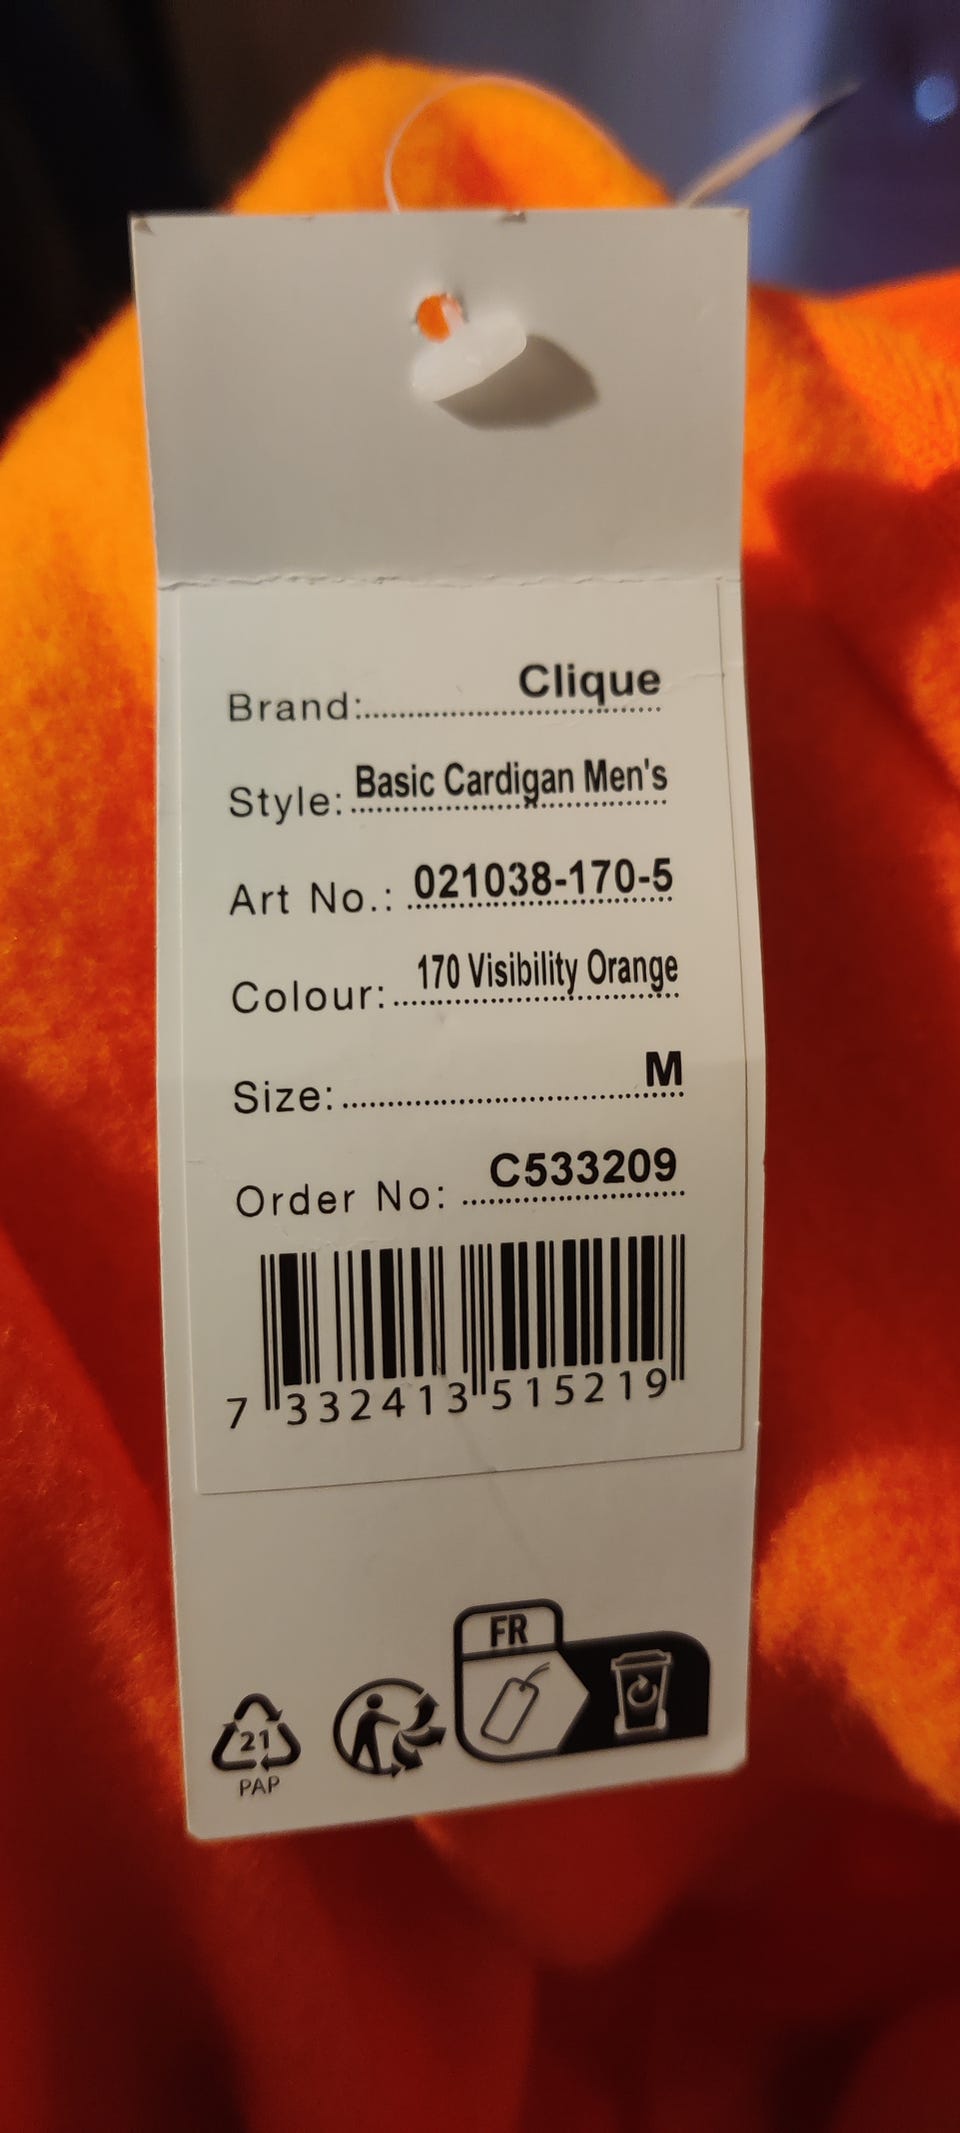 Brand: Clique
Style: Basic Cardigan Men's
Art No.: 021038-170-5
Colour: 170 Visibility Orange
Size: M
Order No: C533209
7 332413 515219
FR
21
PAP